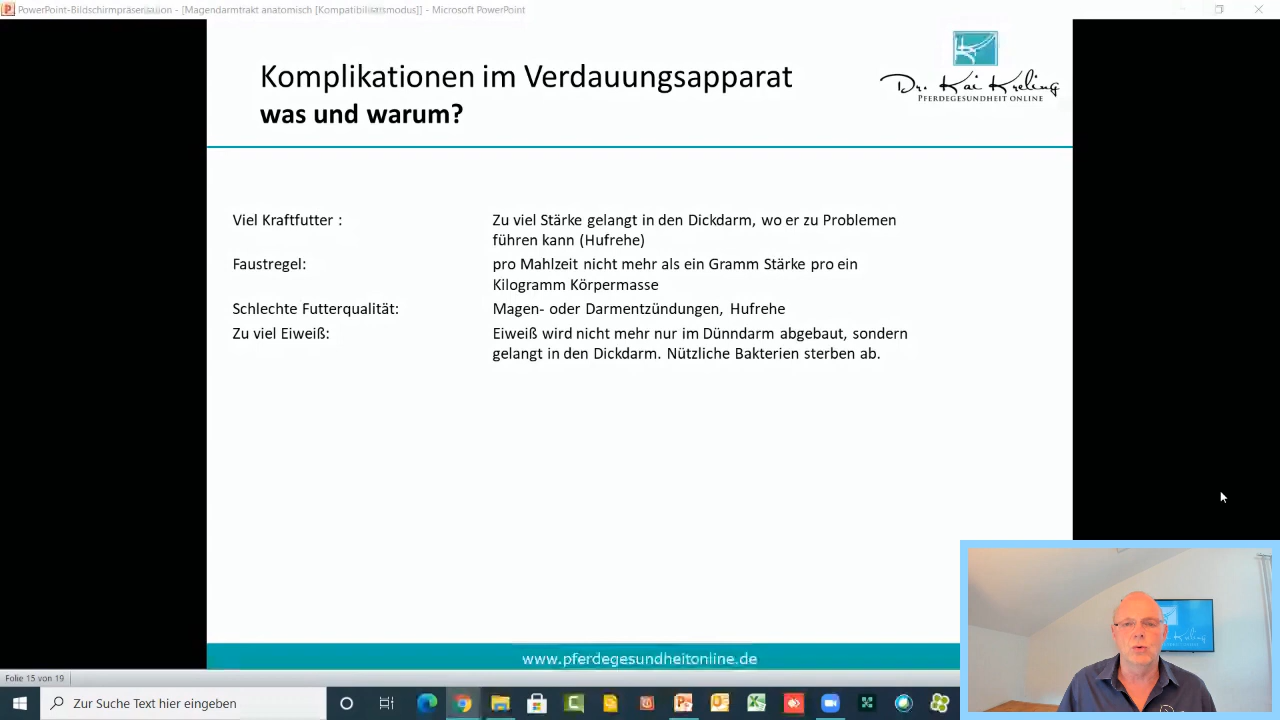 PowerPoint-Bildschirmpräsentation - [Magendarmtrakt anatomisch [Kompatibilitätsmodus]] - Microsoft PowerPoint
Komplikationen im Verdauungsapparat
was und warum?
Dr. Kai Kreling
PFERDEGESUNDHEIT ONLINE
Viel Kraftfutter : Zu viel Stärke gelangt in den Dickdarm, wo er zu Problemen
führen kann (Hufrehe)
Faustregel: pro Mahlzeit nicht mehr als ein Gramm Stärke pro ein
Kilogramm Körpermasse
Schlechte Futterqualität: Magen- oder Darmentzündungen, Hufrehe
Zu viel Eiweiß: Eiweiß wird nicht mehr nur im Dünndarm abgebaut, sondern
gelangt in den Dickdarm. Nützliche Bakterien sterben ab.
www.pferdegesundheitonline.de
Folie 15 von 19
Zur Suche Text hier eingeben